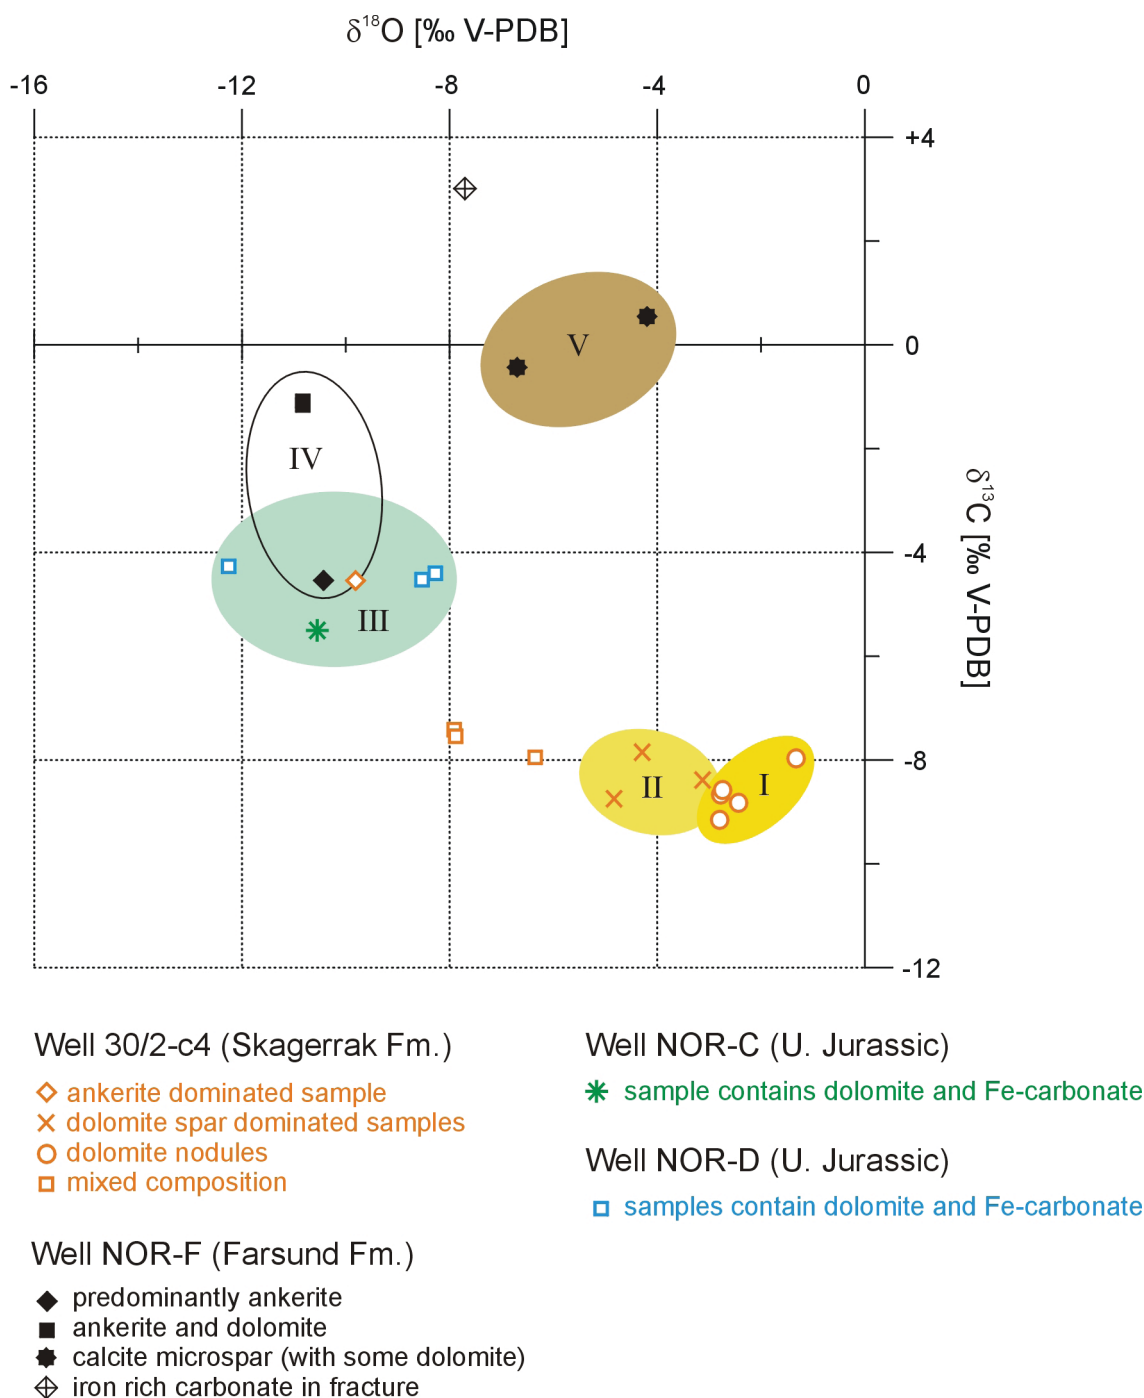 δ18O [‰ V-PDB]
-16 -12 -8 -4 0
+4
0
-4
-8
-12
δ13C [‰ V-PDB]
V
IV
III
II
I
Well 30/2-c4 (Skagerrak Fm.)
ankerite dominated sample
dolomite spar dominated samples
dolomite nodules
mixed composition
Well NOR-F (Farsund Fm.)
predominantly ankerite
ankerite and dolomite
calcite microspar (with some dolomite)
iron rich carbonate in fracture
Well NOR-C (U. Jurassic)
sample contains dolomite and Fe-carbonate
Well NOR-D (U. Jurassic)
samples contain dolomite and Fe-carbonate